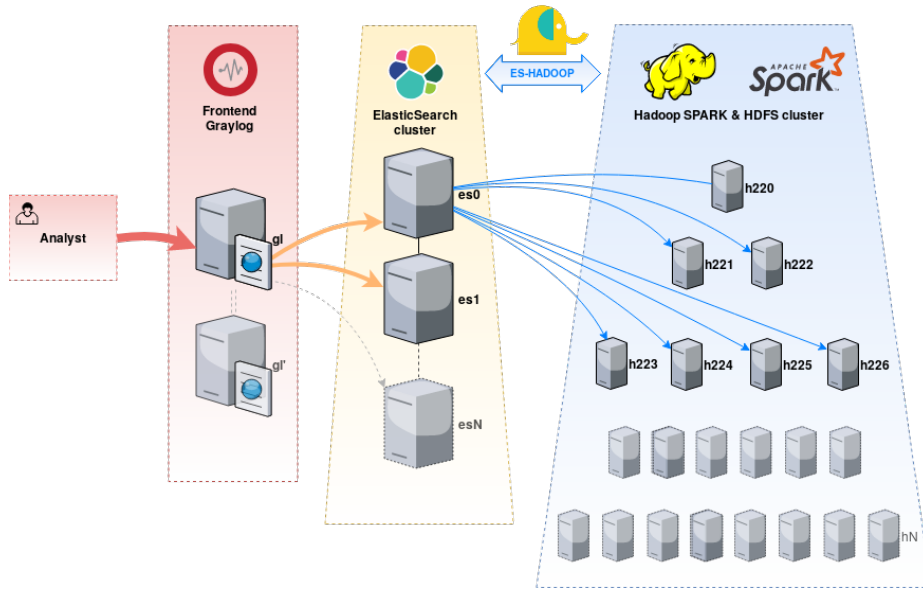 ES-HADOOP
APACHE
Spark
TM
Frontend
Graylog
ElasticSearch
cluster
Hadoop SPARK & HDFS cluster
Analyst
gl
gl'
es0
es1
esN
h220
h221
h222
h223
h224
h225
h226
hN